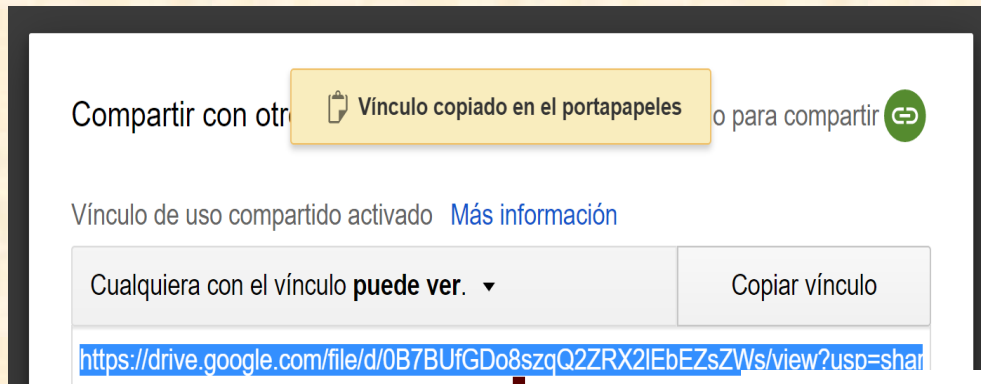 Compartir con otr
Vínculo copiado en el portapapeles
o para compartir
Vínculo de uso compartido activado Más información
Cualquiera con el vínculo puede ver.
Copiar vínculo
https://drive.google.com/file/d/0B7BUfGDo8szqQ2ZRX2lEbEZsZWs/view?usp=shar